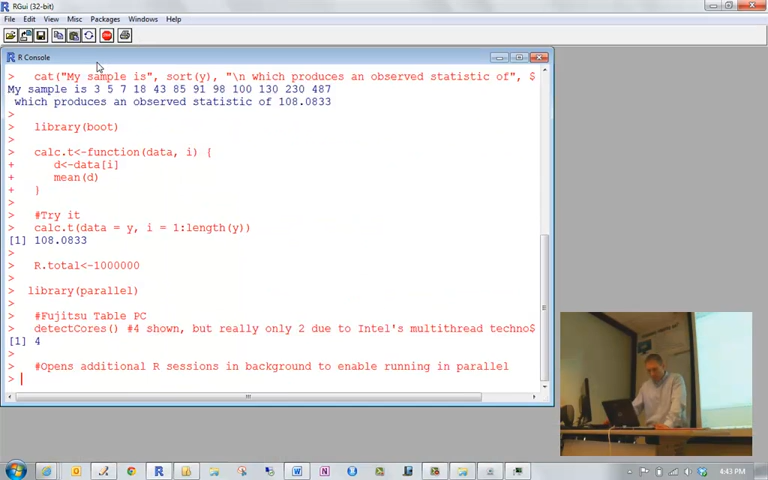 RGui (32-bit)
File Edit View Misc Packages Windows Help
R Console
> cat("My sample is", sort(y), "\n which produces an observed statistic of", $
My sample is 3 5 7 18 43 85 91 98 100 130 230 487
which produces an observed statistic of 108.0833
>
> library(boot)
>
> calc.t<-function(data, i) {
+ d<-data[i]
+ mean(d)
+ }
>
> #Try it
> calc.t(data = y, i = 1:length(y))
[1] 108.0833
>
> R.total<-1000000
>
> library(parallel)
>
> #Fujitsu Table PC
> detectCores() #4 shown, but really only 2 due to Intel's multithread techno$
[1] 4
>
> #Opens additional R sessions in background to enable running in parallel
>
4:43 PM